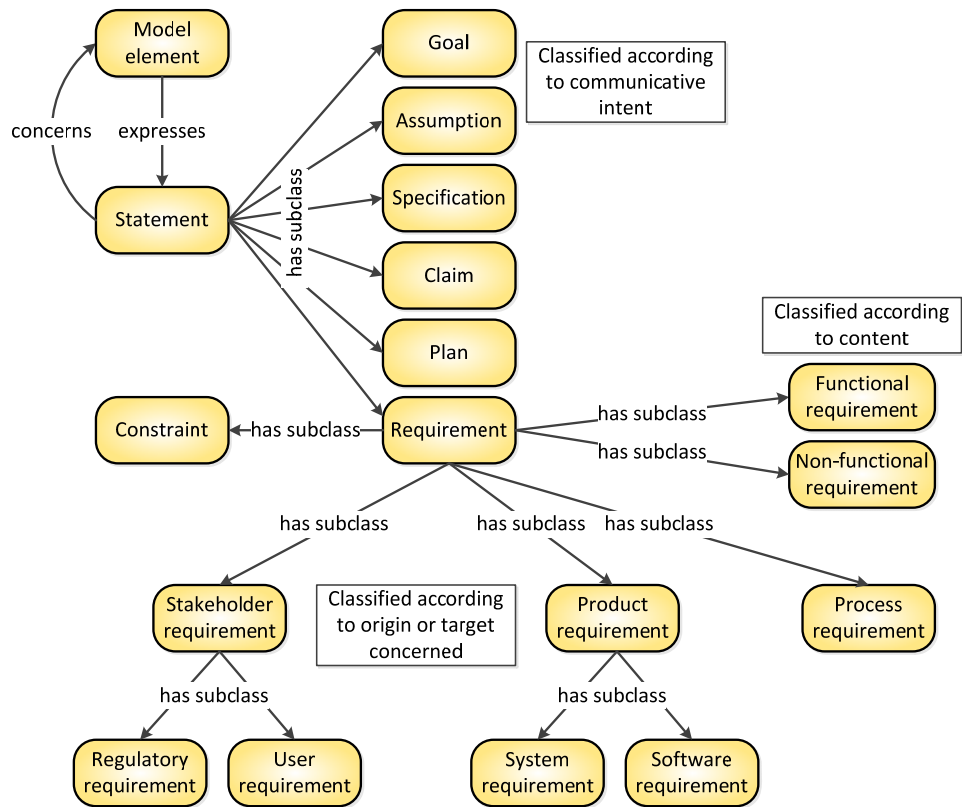 Model
element
Goal
Classified according
to communicative
intent
concerns
expresses
Assumption
Statement
has subclass
Specification
Claim
Plan
Classified according
to content
Functional
requirement
Constraint
has subclass
Requirement
has subclass
has subclass
Non-functional
requirement
has subclass
has subclass
has subclass
Stakeholder
requirement
Classified according
to origin or target
concerned
Product
requirement
Process
requirement
has subclass
has subclass
Regulatory
requirement
User
requirement
System
requirement
Software
requirement